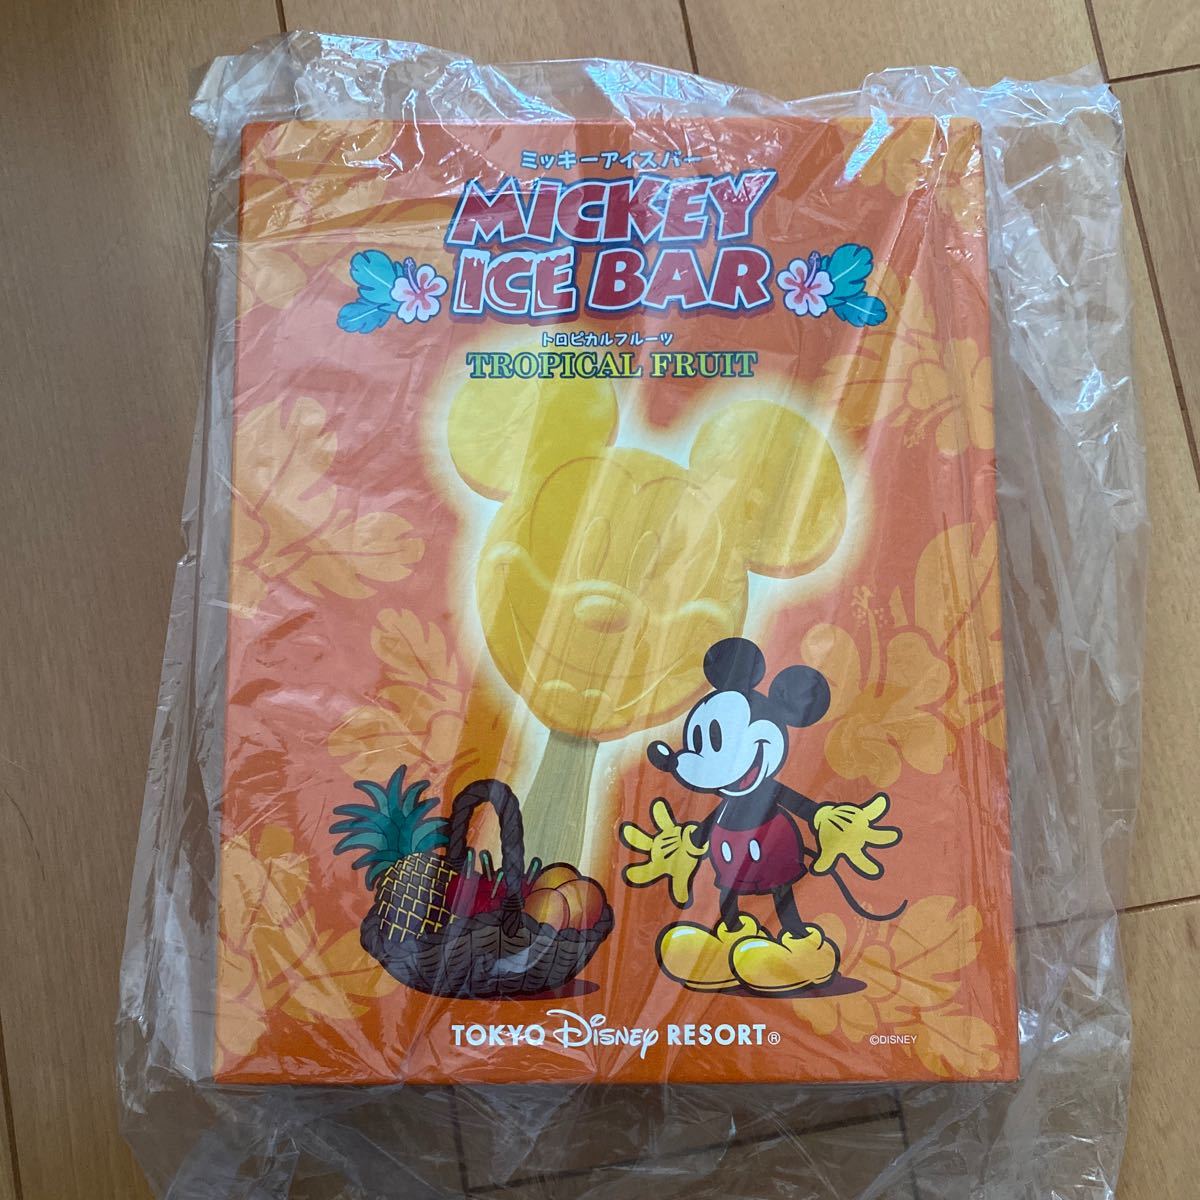 ミッキーアイスバー
MICKEY
ICE BAR
トロピカルフルーツ
TROPICAL FRUIT
TOKYO Disney RESORT®
©DISNEY